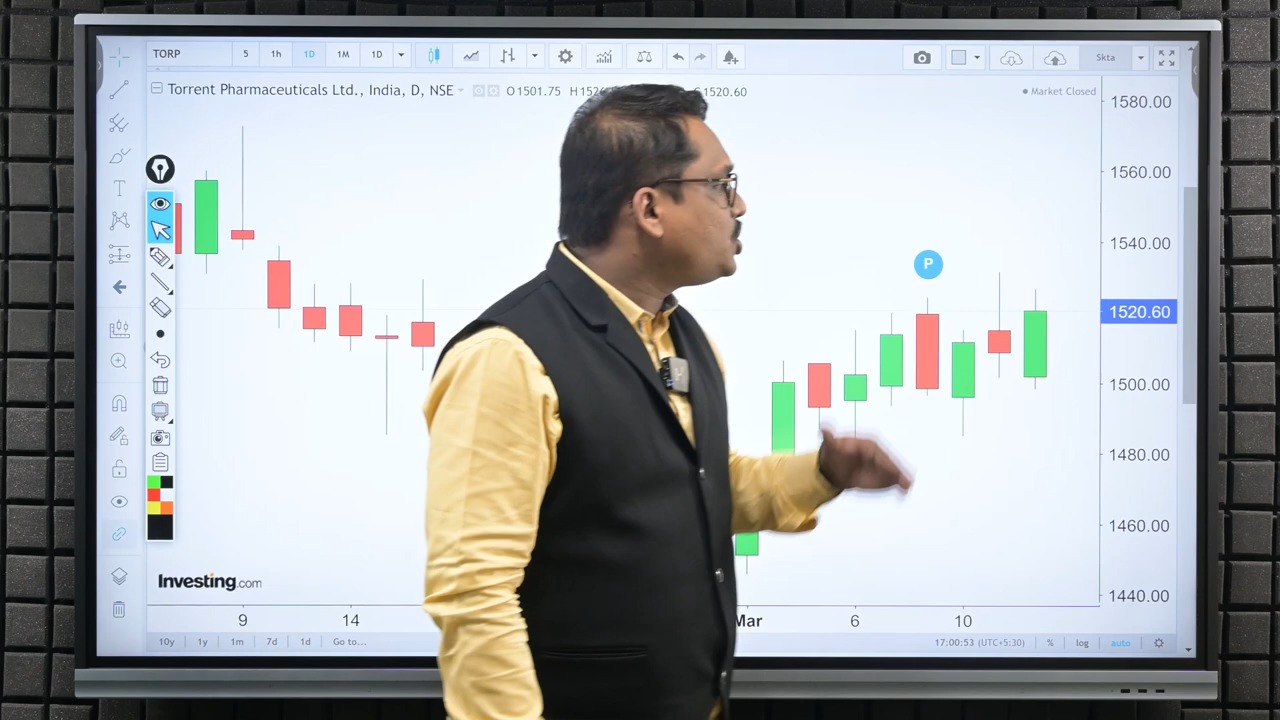 TORP 5 1h 1D 1M 1D Skta
Torrent Pharmaceuticals Ltd., India, D, NSE O1501.75 H1526 1520.60
Market Closed
1580.00
1560.00
1540.00
1520.60
1500.00
1480.00
1460.00
1440.00
P
T
Investing.com
9 14 Mar 6 10
10y 1y 1m 7d 1d Go to... 17:00:53 (UTC+5:30) % log auto